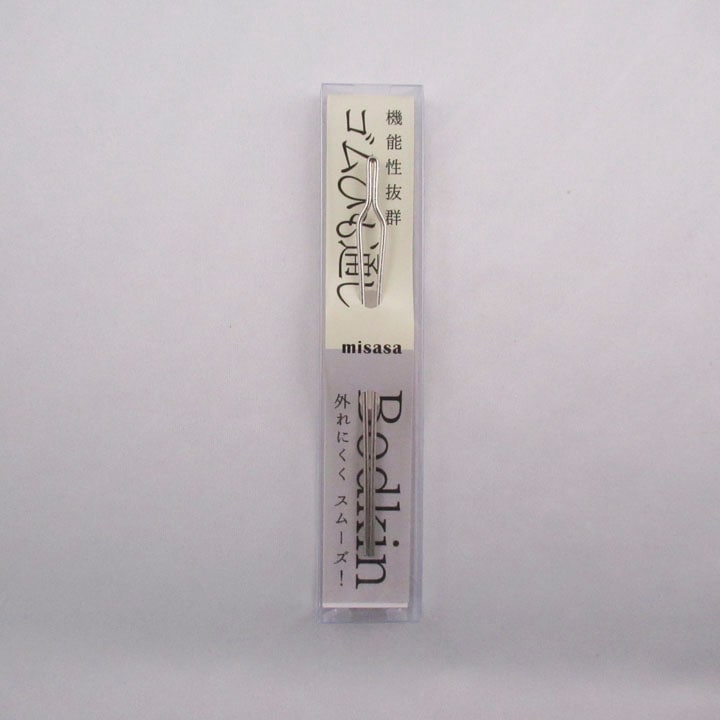 機能性抜群
ゴムひも通し
misasa
Bodkin
外れにくく スムーズ!